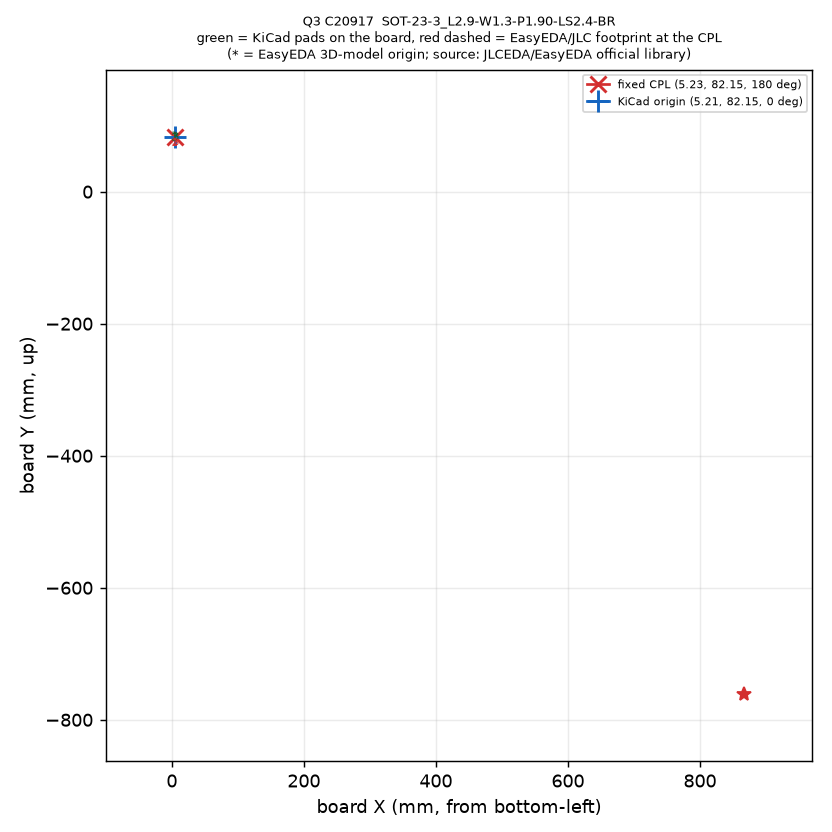 Q3 C20917  SOT-23-3_L2.9-W1.3-P1.90-LS2.4-BR
green = KiCad pads on the board, red dashed = EasyEDA/JLC footprint at the CPL
(* = EasyEDA 3D-model origin; source: JLCEDA/EasyEDA official library)
fixed CPL (5.23, 82.15, 180 deg)
KiCad origin (5.21, 82.15, 0 deg)
board Y (mm, up)
0
−200
−400
−600
−800
0 200 400 600 800
board X (mm, from bottom-left)